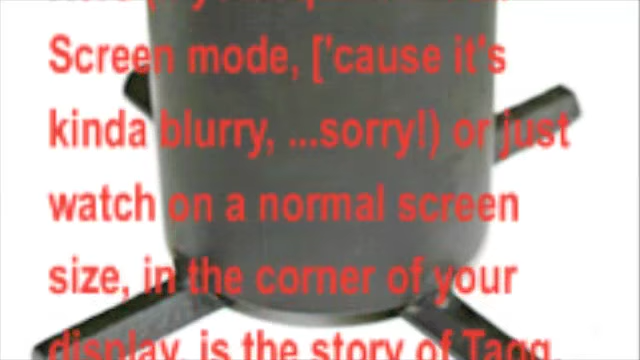 Screen mode, ['cause it's
kinda blurry, ...sorry!) or just
watch on a normal screen
size, in the corner of your
display, is the story of Tagg